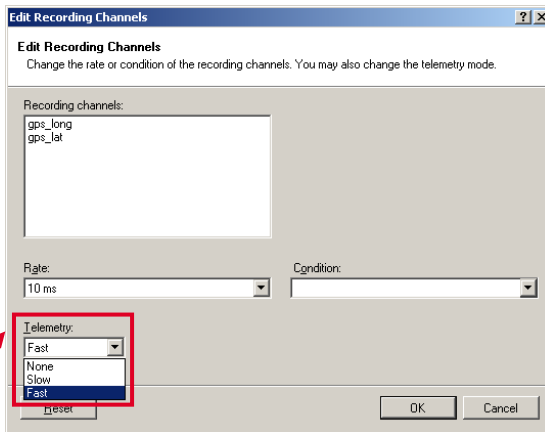 Edit Recording Channels
Edit Recording Channels
Change the rate or condition of the recording channels. You may also change the telemetry mode.
Recording channels:
gps_long
gps_lat
Rate:
Condition:
10 ms
Telemetry:
Fast
None
Slow
Fast
Reset
OK
Cancel